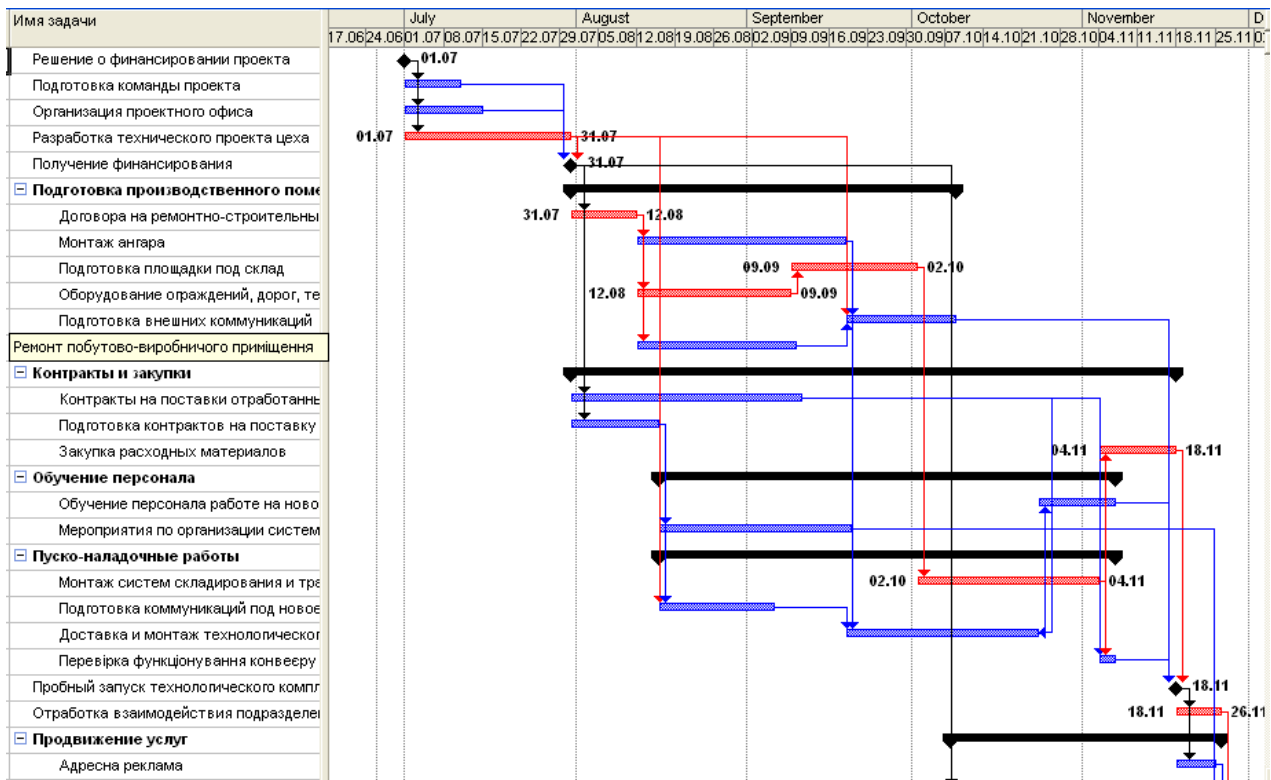 Имя задачи
July August September October November D
17.06 24.06 01.07 08.07 15.07 22.07 29.07 05.08 12.08 19.08 26.08 02.09 09.09 16.09 23.09 30.09 07.10 14.10 21.10 28.10 04.11 11.11 18.11 25.11
Решение о финансировании проекта 01.07
Подготовка команды проекта
Организация проектного офиса
Разработка технического проекта цеха 01.07 31.07
Получение финансирования 31.07
Подготовка производственного поме
Договора на ремонтно-строительны 31.07 12.08
Монтаж ангара
Подготовка площадки под склад 09.09 02.10
Оборудование ограждений, дорог, те 12.08 09.09
Подготовка внешних коммуникаций
Ремонт побутово-виробничого приміщення
Контракты и закупки
Контракты на поставки отработаннь
Подготовка контрактов на поставку
Закупка расходных материалов 04.11 18.11
Обучение персонала
Обучение персонала работе на ново
Мероприятия по организации систем
Пуско-наладочные работы
Монтаж систем складирования и тра 02.10 04.11
Подготовка коммуникаций под новое
Доставка и монтаж технологическог
Перевірка функціонування конвеєру
Пробный запуск технологического компл 18.11
Отработка взаимодействия подразделе 18.11 26.11
Продвижение услуг
Адресна реклама